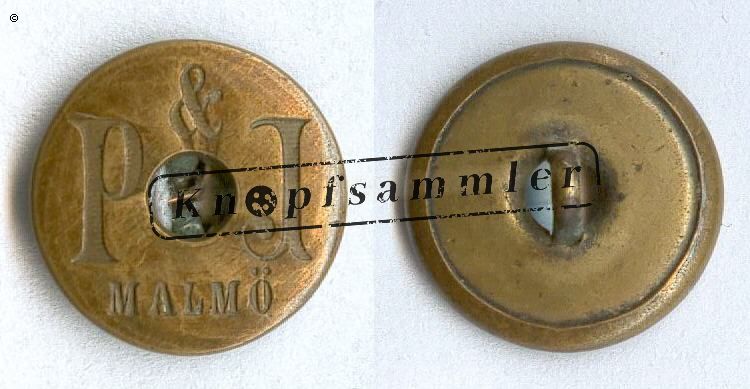 ©
&
P J
MALMÖ
Knopfsammler